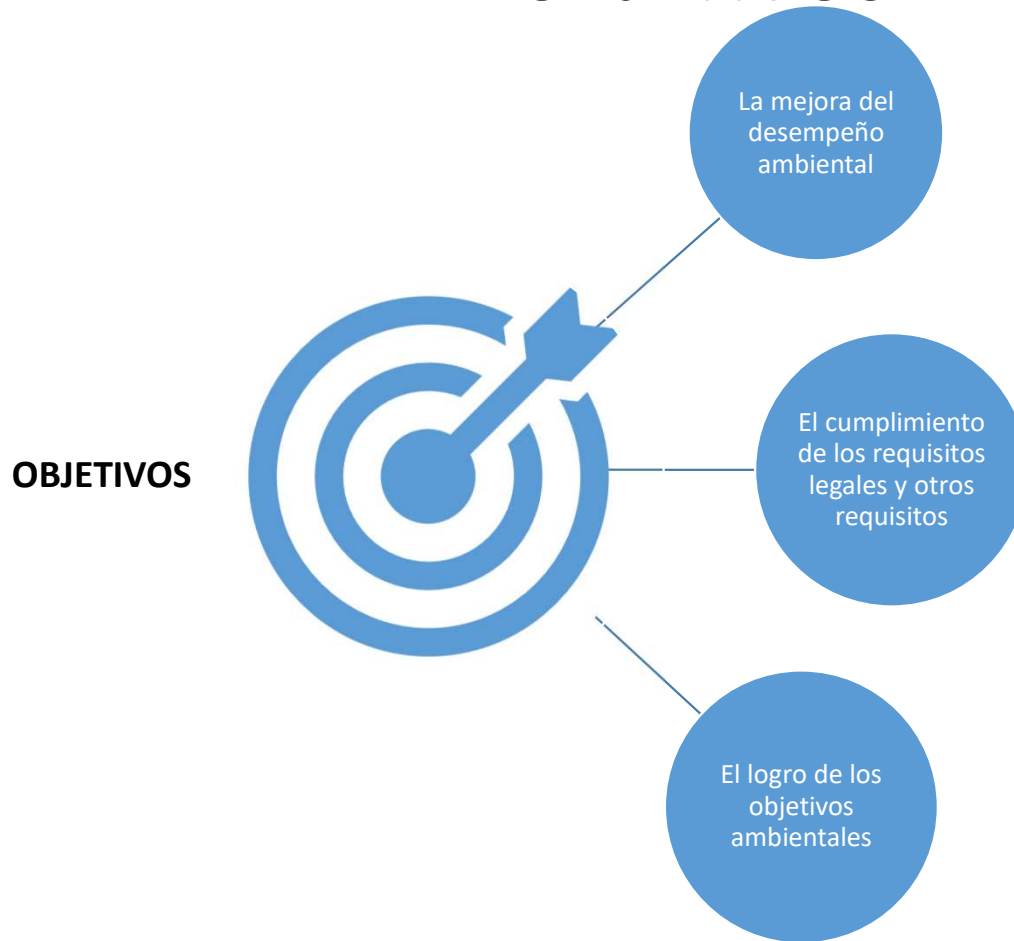 La mejora del
desempeño
ambiental
OBJETIVOS
El cumplimiento
de los requisitos
legales y otros
requisitos
El logro de los
objetivos
ambientales